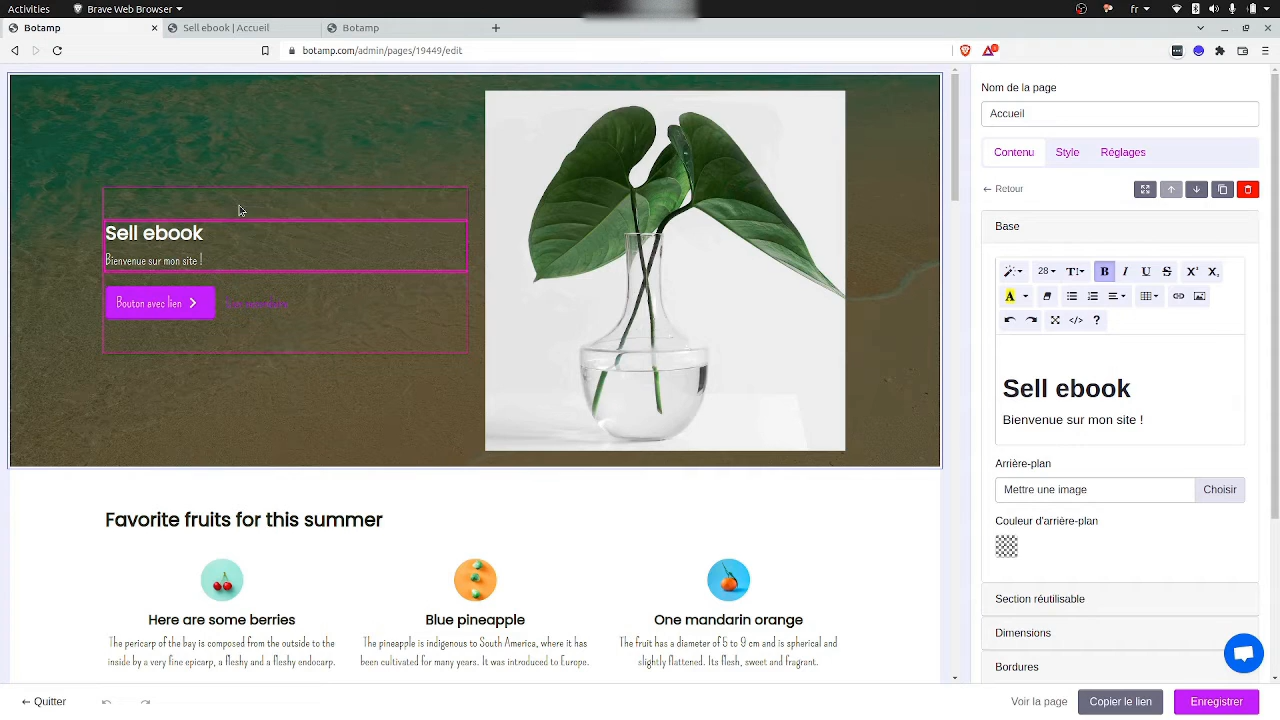 Activities
Brave Web Browser
Fr
Botamp
Sell ebook | Accueil
Botamp
botamp.com/admin/pages/19449/edit
Sell ebook
Bienvenue sur mon site !
Bouton avec lien
Favorite fruits for this summer
Here are some berries
The pericarp of the bay is composed from the outside to the
inside by a very fine epicarp, a fleshy and a fleshy endocarp.
Blue pineapple
The pineapple is indigenous to South America, where it has
been cultivated for many years. It was introduced to Europe.
One mandarin orange
The fruit has a diameter of 5 to 9 cm and is spherical and
slightly flattened. Its flesh, sweet and fragrant.
Nom de la page
Accueil
Contenu
Style
Réglages
Retour
Base
28
T
B
I
U
S
X²
X₂
A
</>
?
Sell ebook
Bienvenue sur mon site !
Arrière-plan
Mettre une image
Choisir
Couleur d'arrière-plan
Section réutilisable
Dimensions
Bordures
Quitter
Voir la page
Copier le lien
Enregistrer